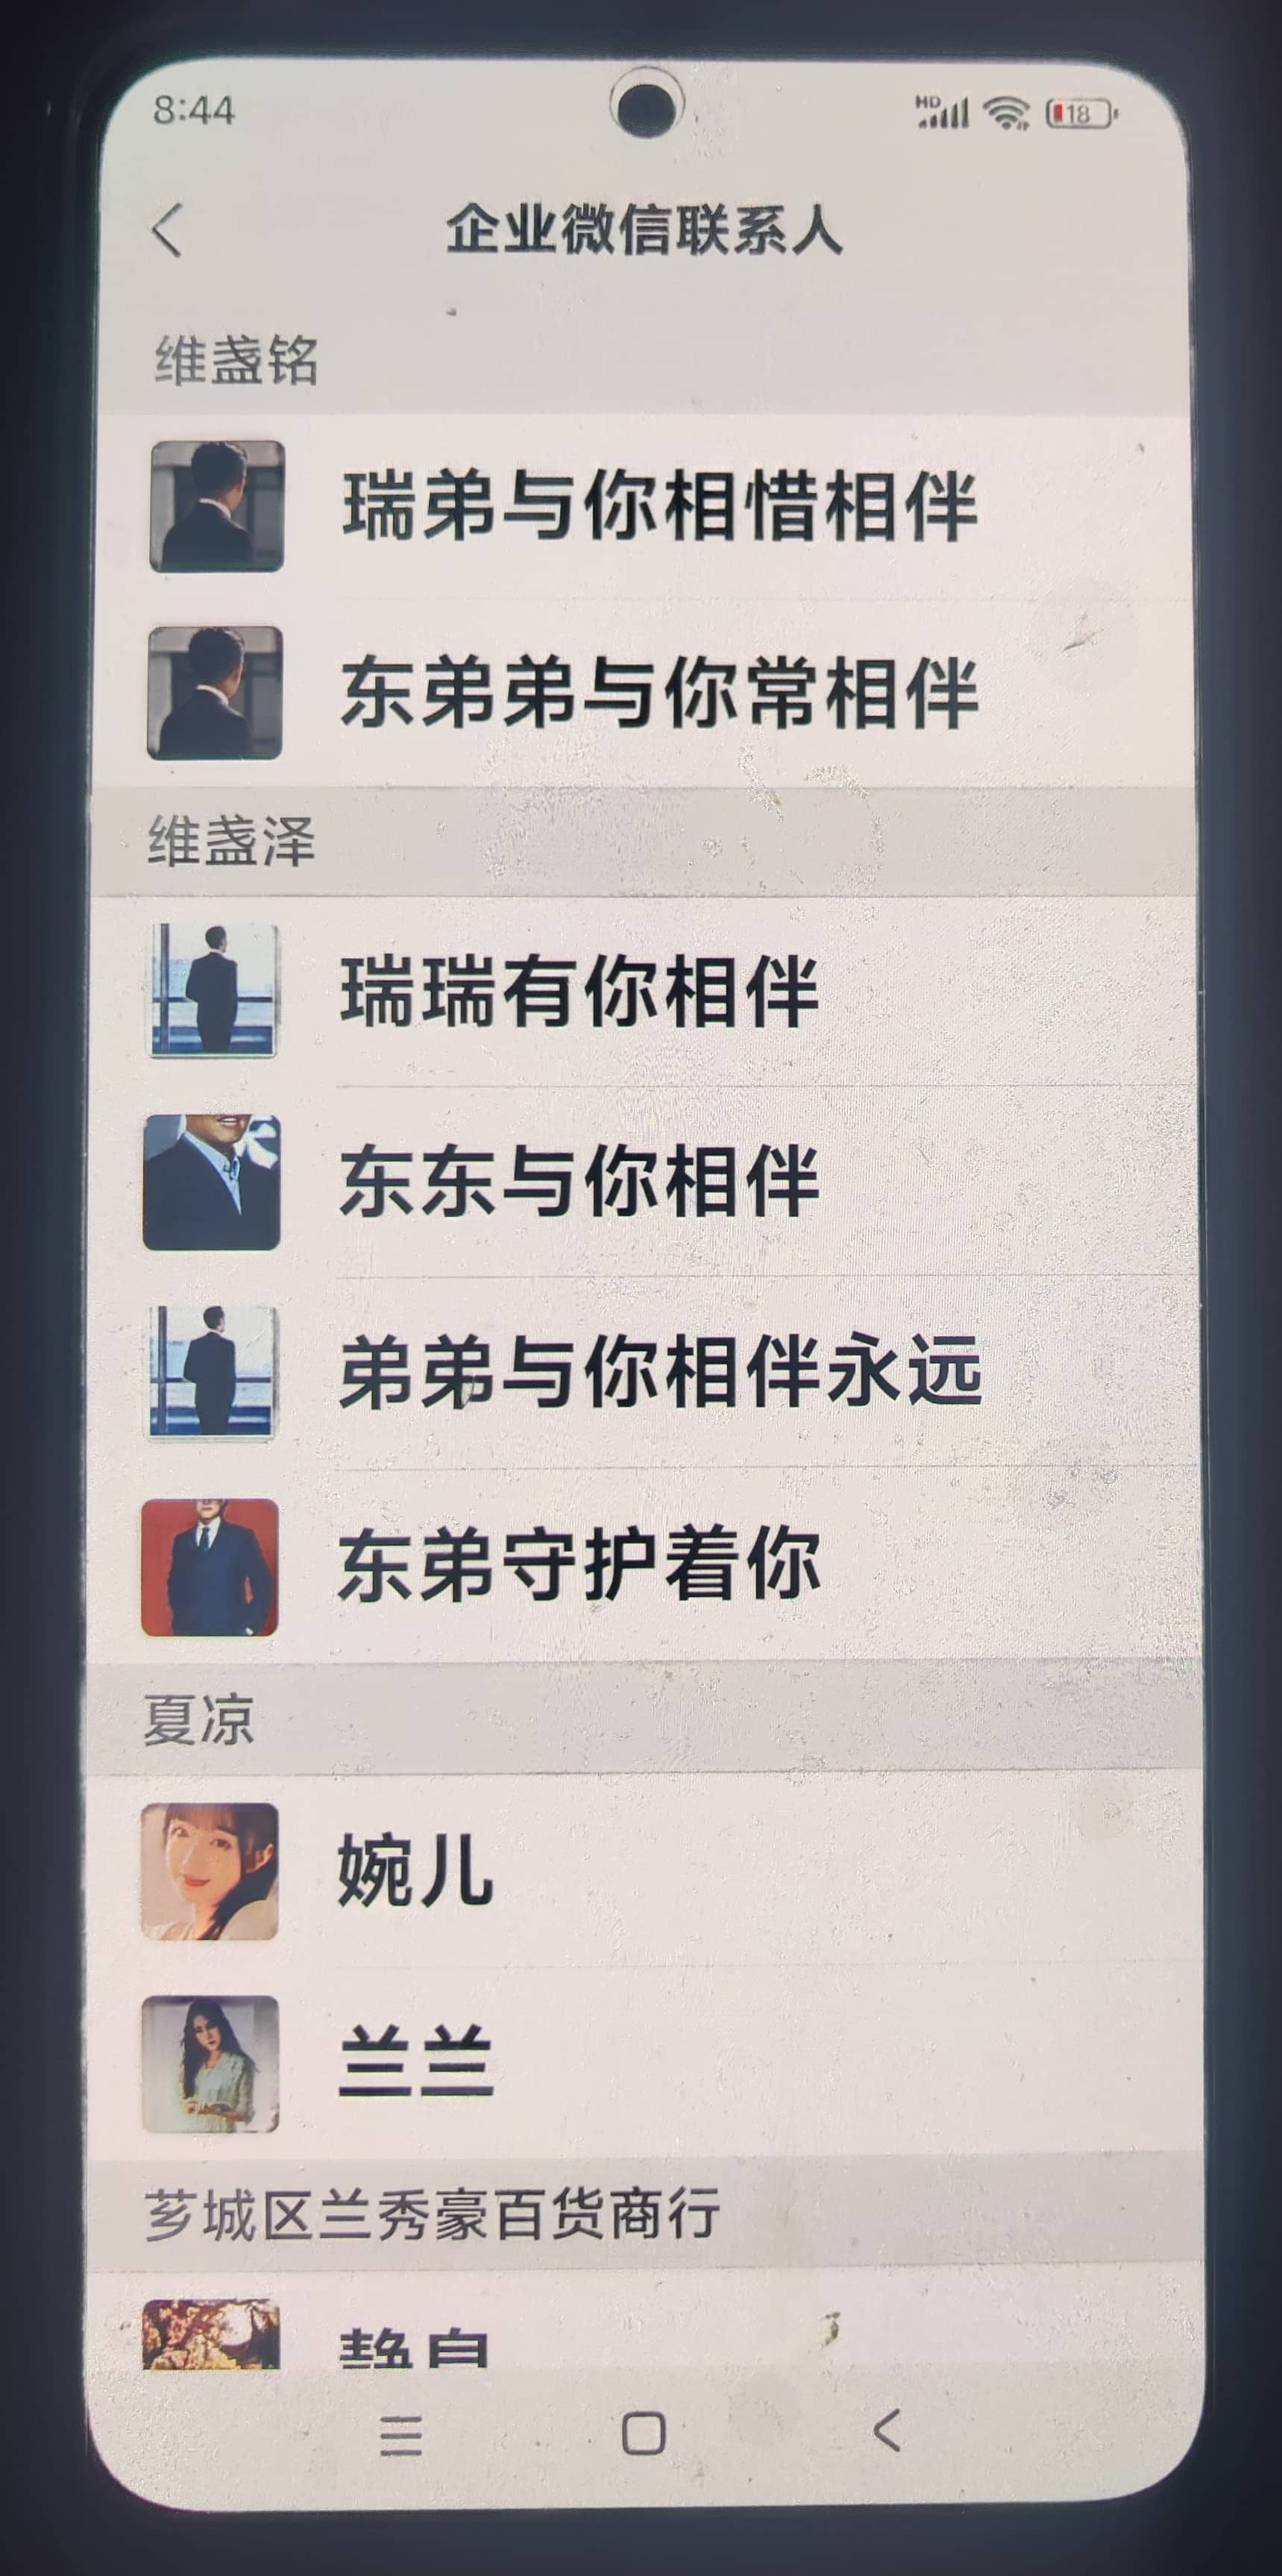 8:44
HD
18
企业微信联系人
维盏铭
瑞弟与你相惜相伴
东弟弟与你常相伴
维盏泽
瑞瑞有你相伴
东东与你相伴
弟弟与你相伴永远
东弟守护着你
夏凉
婉儿
兰兰
芗城区兰秀豪百货商行